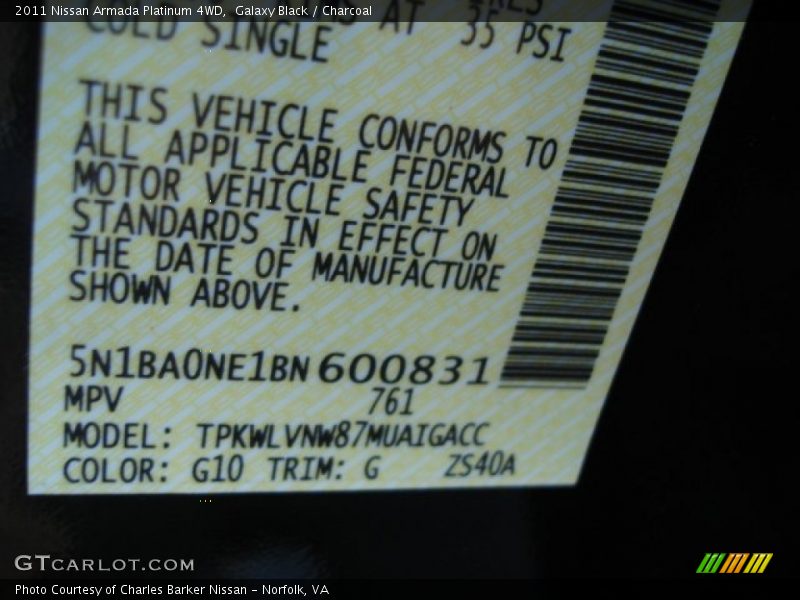 2011 Nissan Armada Platinum 4WD, Galaxy Black / Charcoal
COLD SINGLE AT 35 PSI
THIS VEHICLE CONFORMS TO
ALL APPLICABLE FEDERAL
MOTOR VEHICLE SAFETY
STANDARDS IN EFFECT ON
THE DATE OF MANUFACTURE
SHOWN ABOVE.
5N1BA0NE1BN600831
MPV 761
MODEL: TPKWLVNW87MUAIGACC
COLOR: G10 TRIM: G ZS40A
GTCARLOT.COM
Photo Courtesy of Charles Barker Nissan - Norfolk, VA